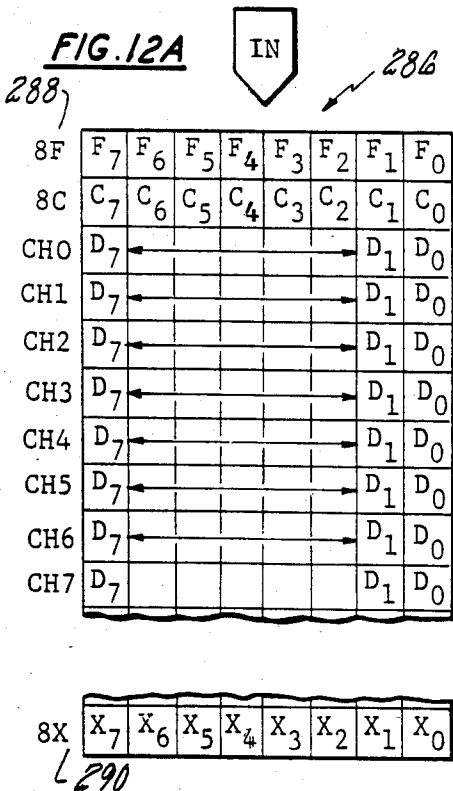 FIG.12A
IN
286
288
8F F7 F6 F5 F4 F3 F2 F1 F0
8C C7 C6 C5 C4 C3 C2 C1 C0
CH0 D7 D1 D0
CH1 D7 D1 D0
CH2 D7 D1 D0
CH3 D7 D1 D0
CH4 D7 D1 D0
CH5 D7 D1 D0
CH6 D7 D1 D0
CH7 D7 D1 D0
8X X7 X6 X5 X4 X3 X2 X1 X0
290